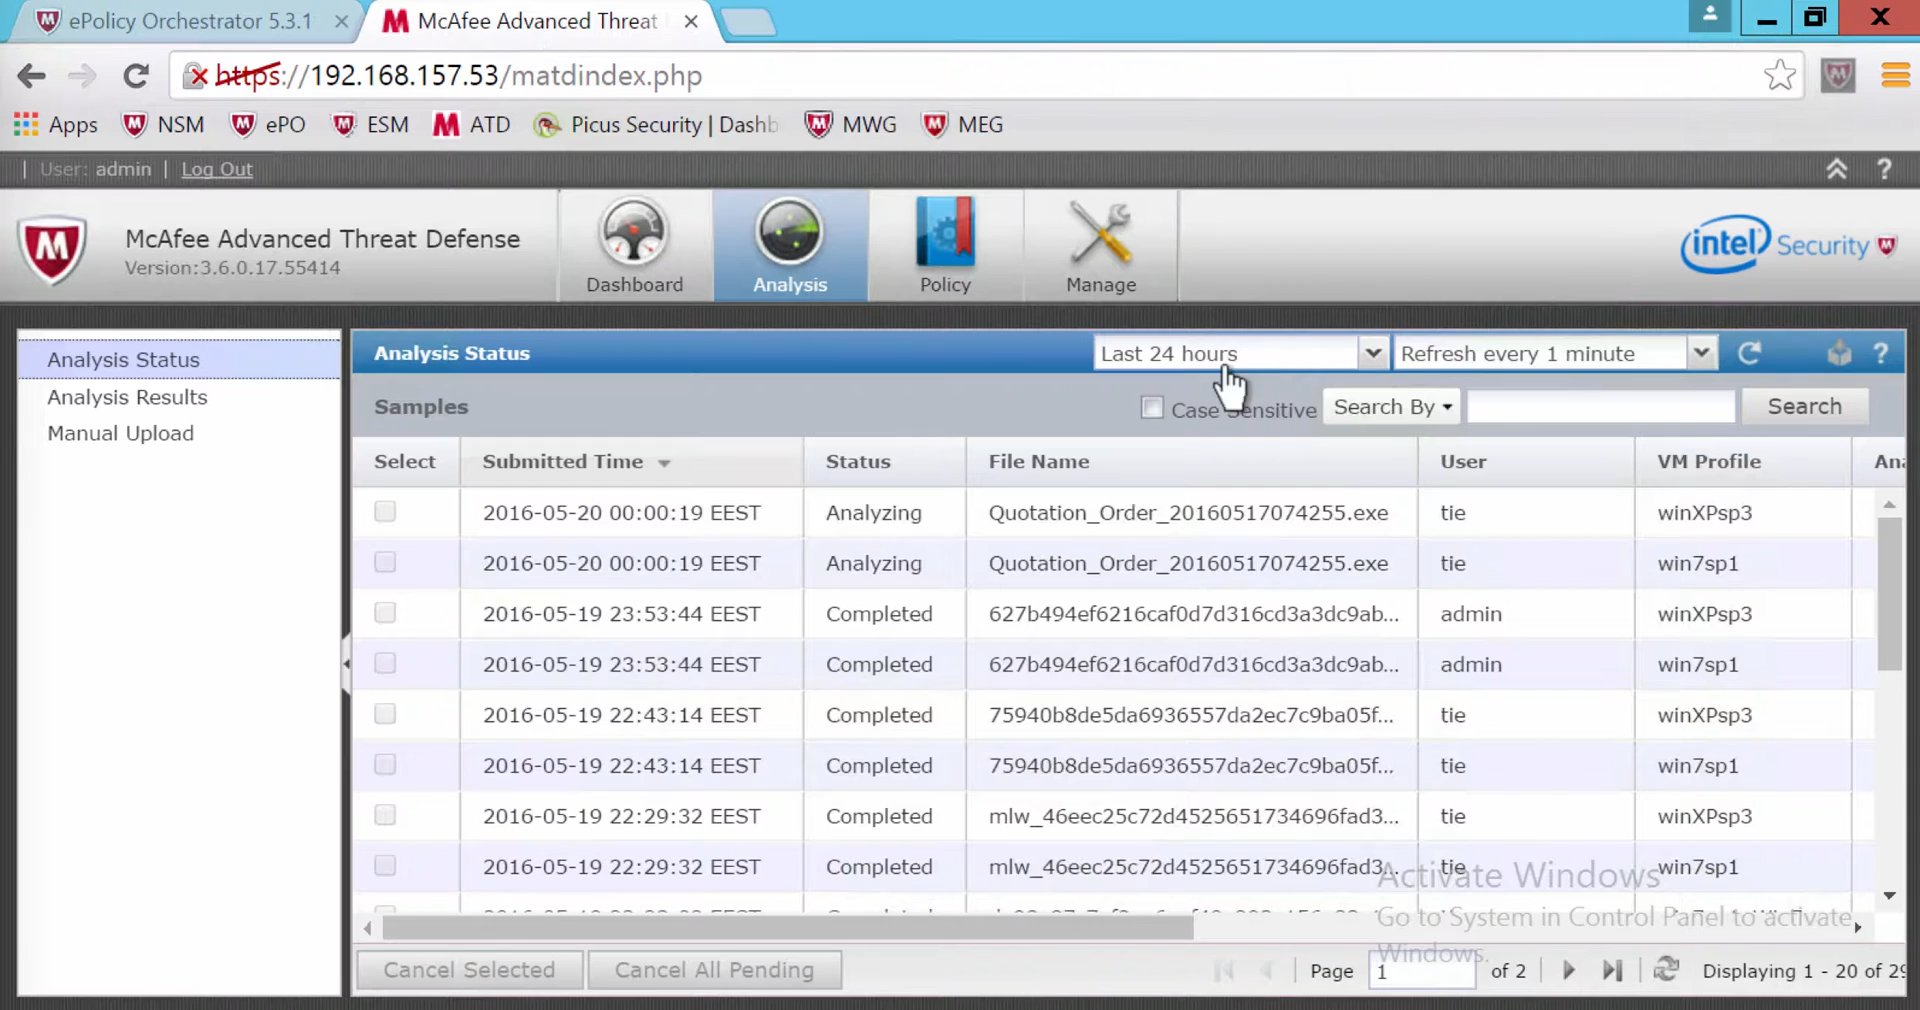 ePolicy Orchestrator 5.3.1
McAfee Advanced Threat
https://192.168.157.53/matdindex.php
Apps NSM ePO ESM ATD Picus Security | Dashb MWG MEG
| User: admin | Log Out ?
McAfee Advanced Threat Defense
Version:3.6.0.17.55414
Dashboard Analysis Policy Manage
intel Security
Analysis Status
Analysis Results
Manual Upload
Analysis Status Last 24 hours Refresh every 1 minute ?
Samples Case Sensitive Search By Search
Select Submitted Time Status File Name User VM Profile Ana
2016-05-20 00:00:19 EEST Analyzing Quotation_Order_20160517074255.exe tie winXPsp3
2016-05-20 00:00:19 EEST Analyzing Quotation_Order_20160517074255.exe tie win7sp1
2016-05-19 23:53:44 EEST Completed 627b494ef6216caf0d7d316cd3a3dc9ab... admin winXPsp3
2016-05-19 23:53:44 EEST Completed 627b494ef6216caf0d7d316cd3a3dc9ab... admin win7sp1
2016-05-19 22:43:14 EEST Completed 75940b8de5da6936557da2ec7c9ba05f... tie winXPsp3
2016-05-19 22:43:14 EEST Completed 75940b8de5da6936557da2ec7c9ba05f... tie win7sp1
2016-05-19 22:29:32 EEST Completed mlw_46eec25c72d4525651734696fad3... tie winXPsp3
2016-05-19 22:29:32 EEST Completed mlw_46eec25c72d4525651734696fad3... tie win7sp1
Activate Windows
Go to System in Control Panel to activate
Windows.
Cancel Selected Cancel All Pending Page 1 of 2 Displaying 1 - 20 of 29